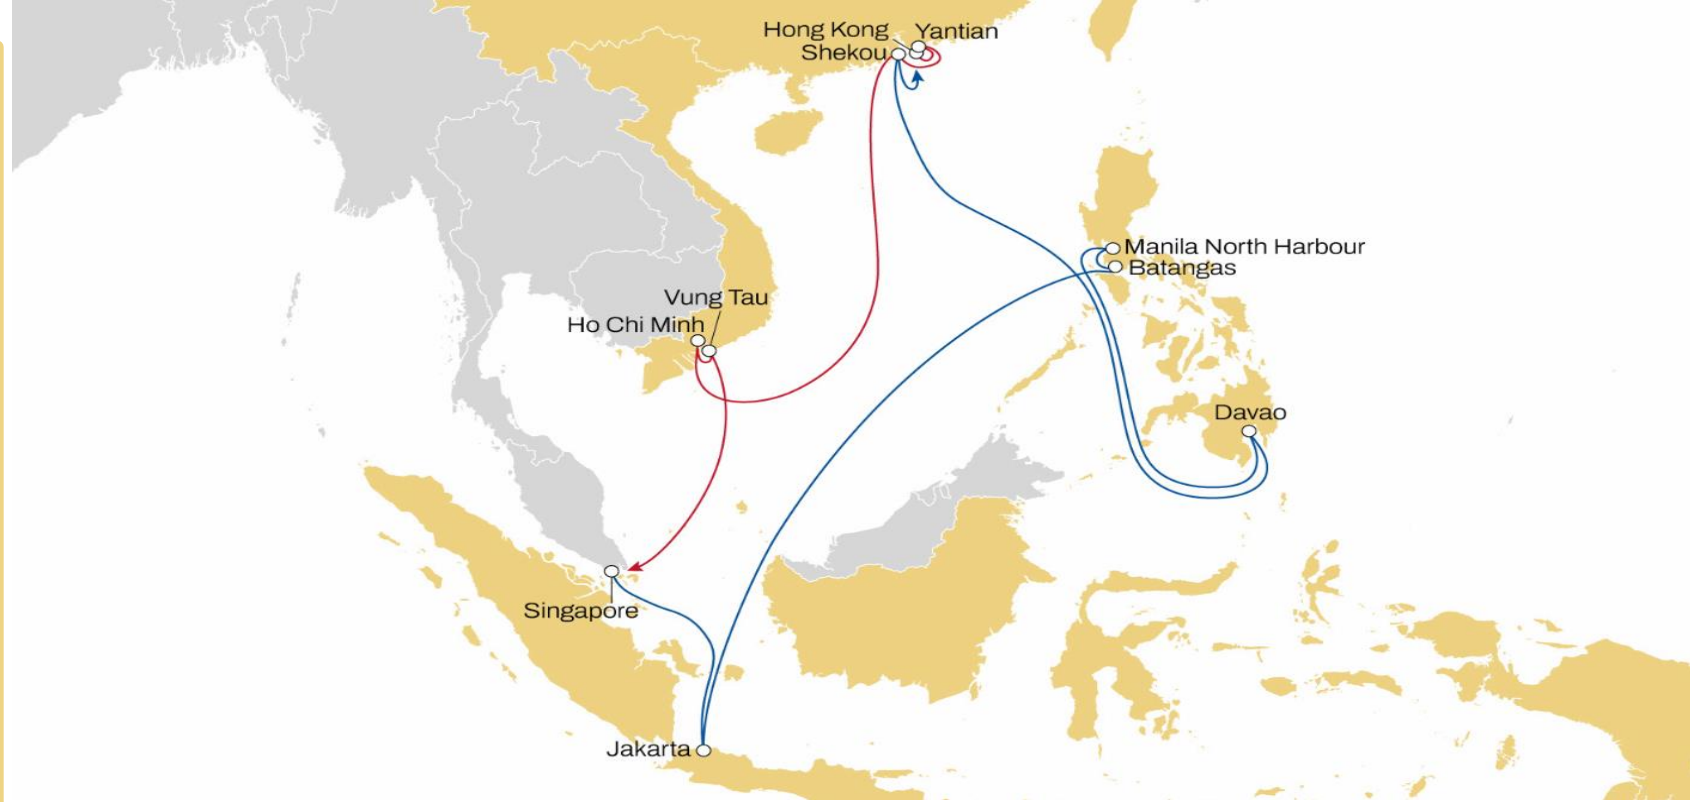 Hong Kong
Yantian
Shekou
Manila North Harbour
Batangas
Vung Tau
Ho Chi Minh
Davao
Singapore
Jakarta